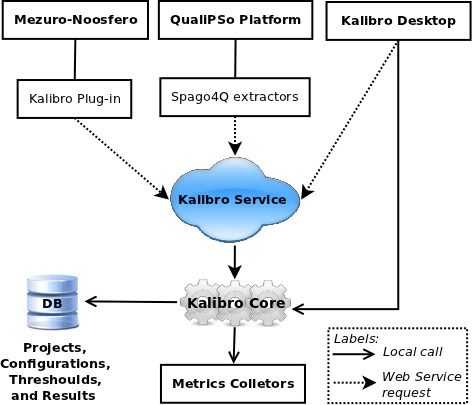 Mezuro-Noosfero
QualiPSo Platform
Kalibro Desktop
Kalibro Plug-in
Spago4Q extractors
Kalibro Service
DB
Kalibro Core
Projects,
Configurations,
Threshoulds,
and Results
Metrics Colletors
Labels:
Local call
Web Service
request